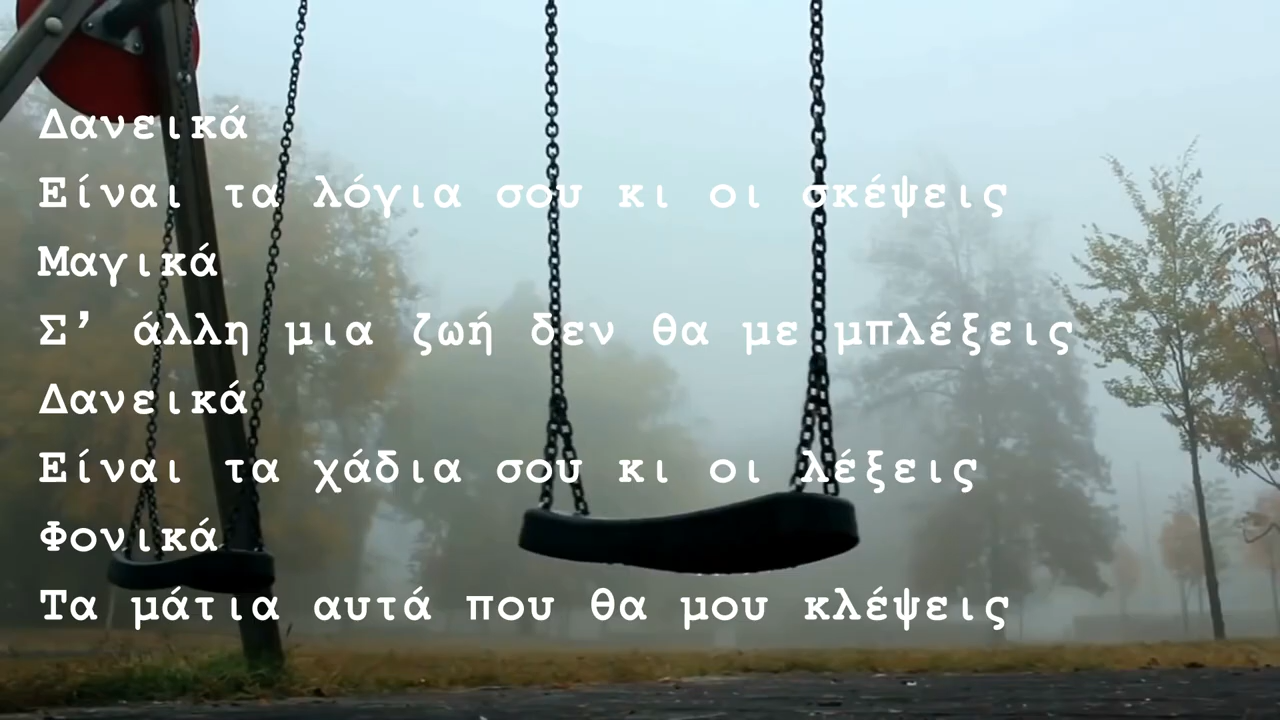 Δανεικά
Είναι τα λόγια σου κι οι σκέψεις
Μαγικά
Σ’ άλλη μια ζωή δεν θα με μπλέξεις
Δανεικά
Είναι τα χάδια σου κι οι λέξεις
Φονικά
Τα μάτια αυτά που θα μου κλέψεις